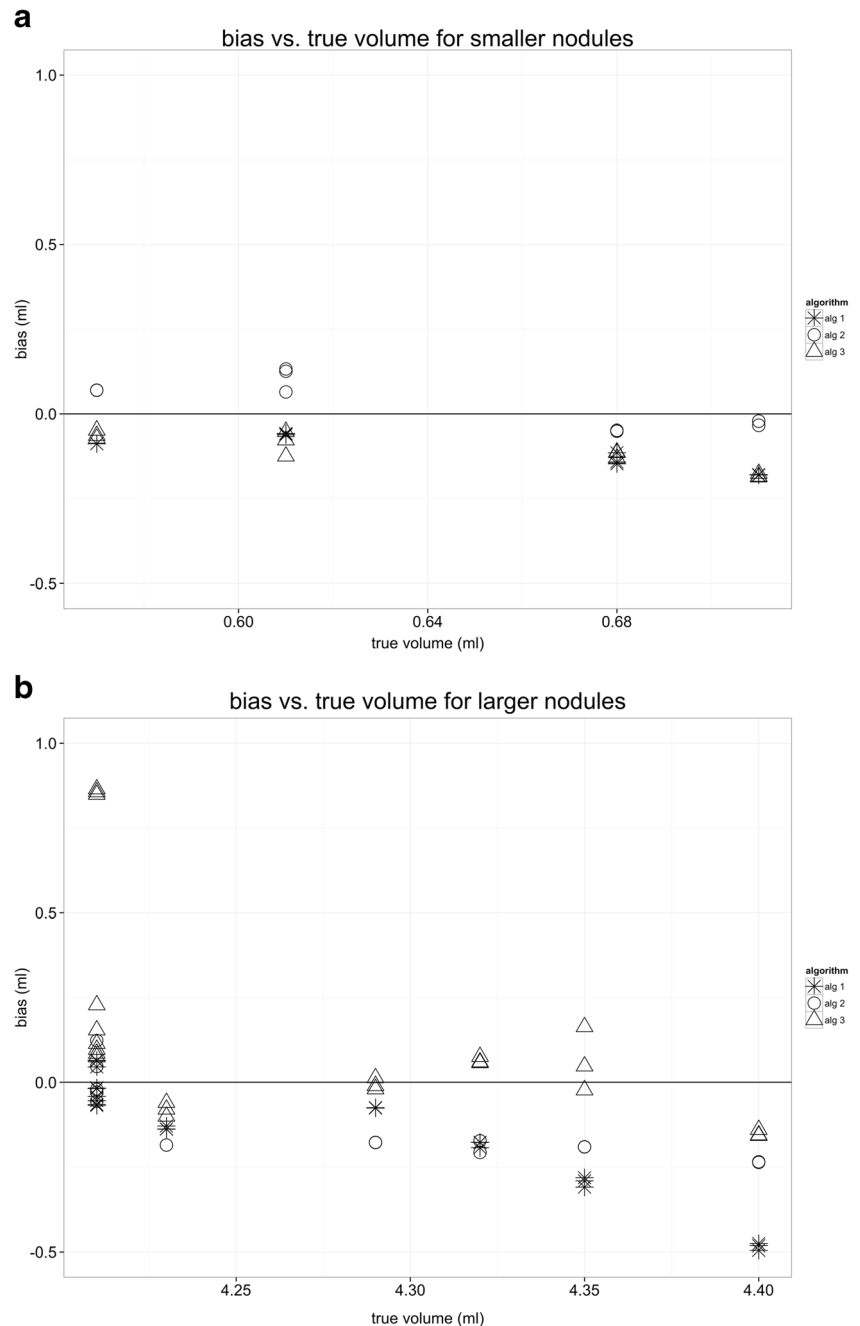 a
bias vs. true volume for smaller nodules
1.0
0.5
0.0
-0.5
bias (ml)
0.60 0.64 0.68
true volume (ml)
algorithm
alg 1
alg 2
alg 3
b
bias vs. true volume for larger nodules
1.0
0.5
0.0
-0.5
bias (ml)
4.25 4.30 4.35 4.40
true volume (ml)
algorithm
alg 1
alg 2
alg 3